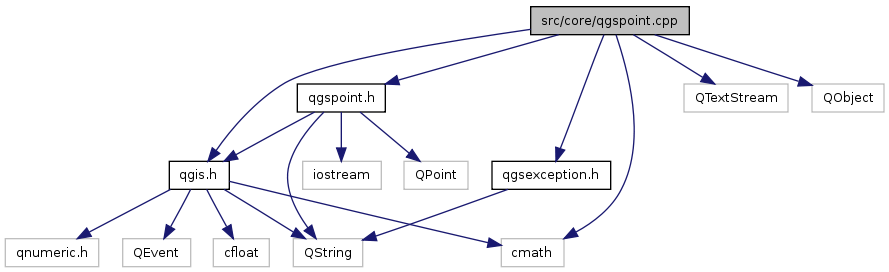 src/core/qgspoint.cpp
qgspoint.h
QTextStream
QObject
qgis.h
iostream
QPoint
qgsexception.h
qnumeric.h
QEvent
cfloat
QString
cmath